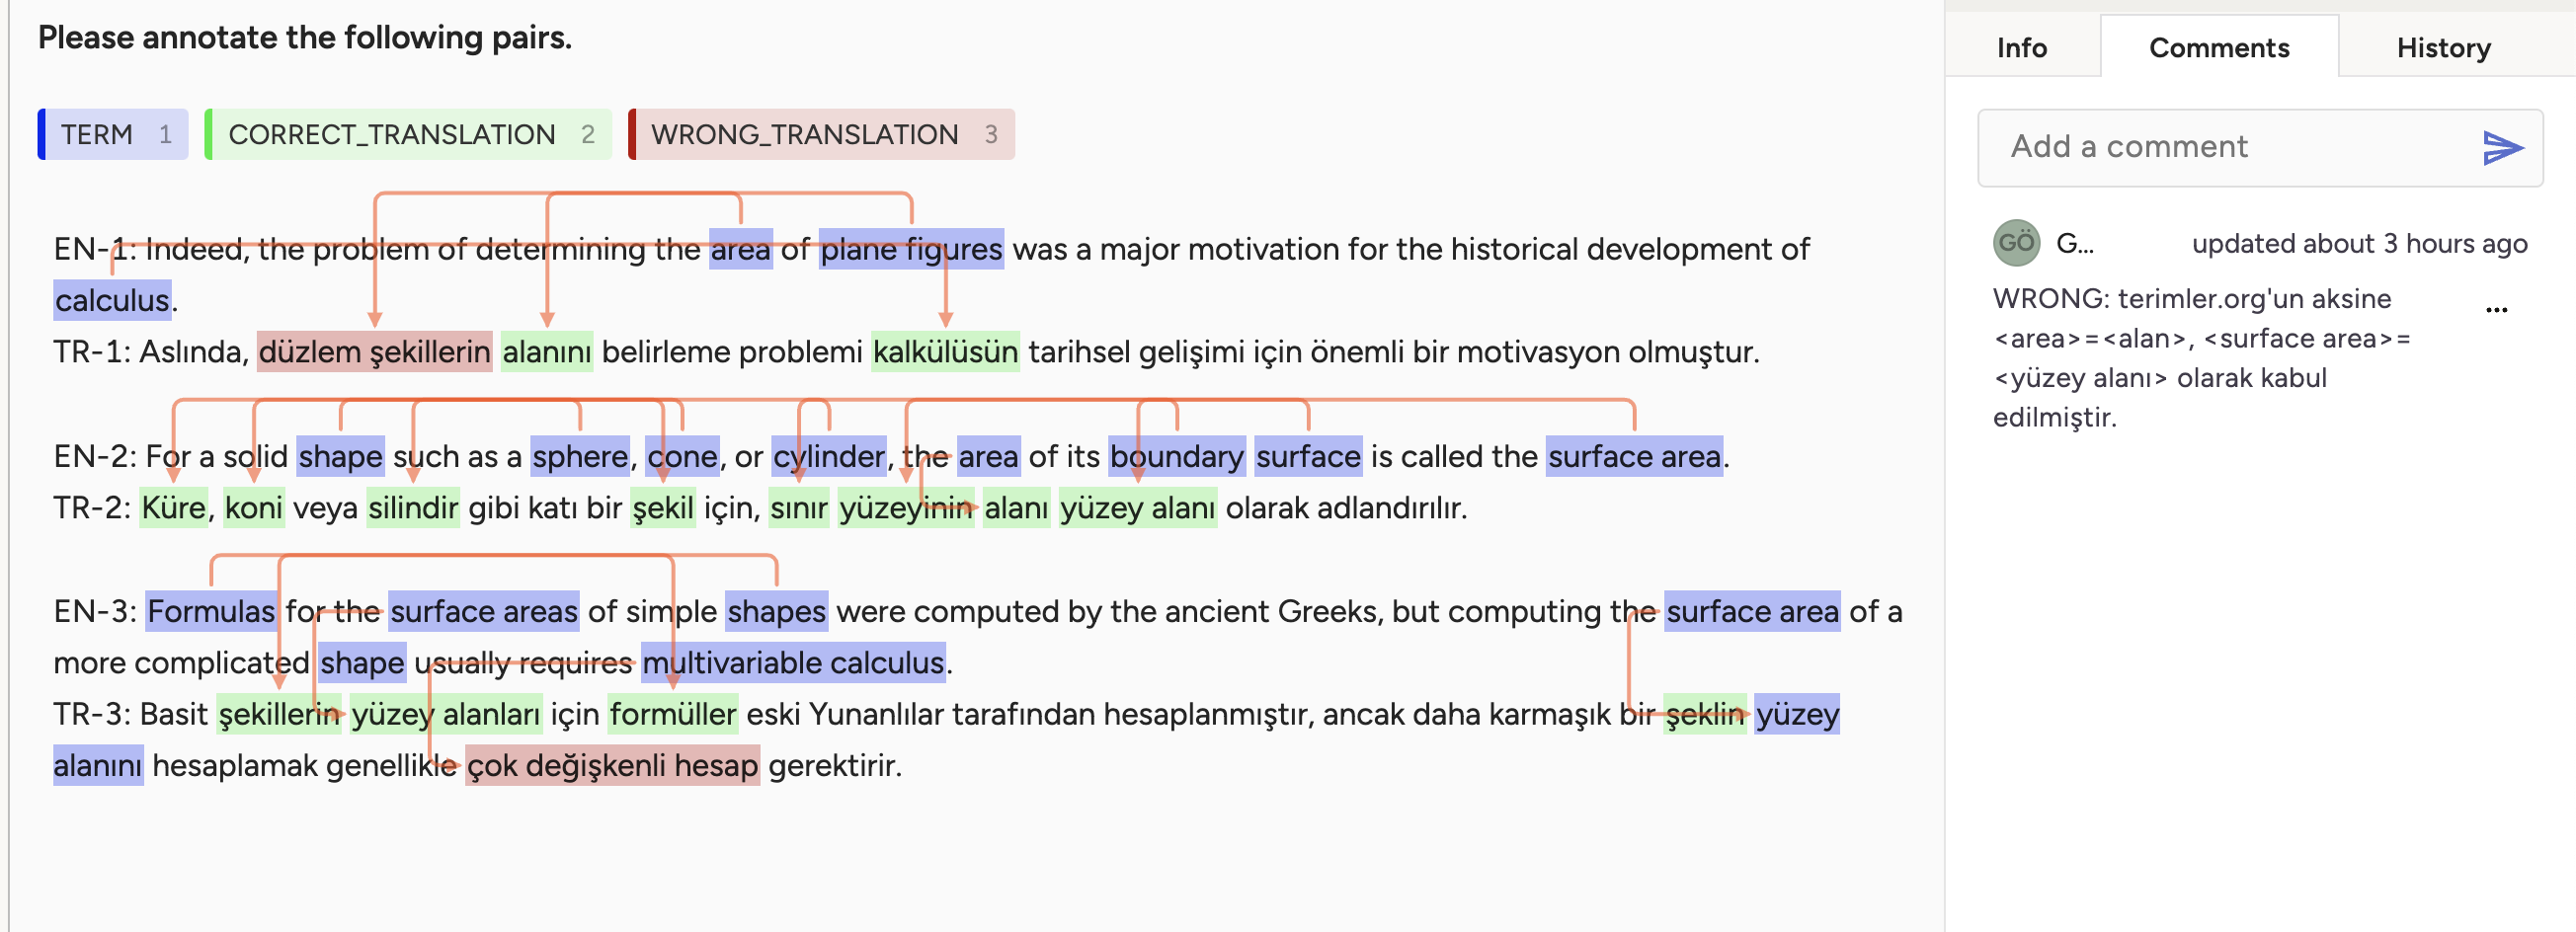 Please annotate the following pairs.
TERM 1 CORRECT_TRANSLATION 2 WRONG_TRANSLATION 3
EN-1: Indeed, the problem of determining the area of plane figures was a major motivation for the historical development of
calculus.
TR-1: Aslında, düzlem şekillerin alanını belirleme problemi kalkülüsün tarihsel gelişimi için önemli bir motivasyon olmuştur.
EN-2: For a solid shape such as a sphere, cone, or cylinder, the area of its boundary surface is called the surface area.
TR-2: Küre, koni veya silindir gibi katı bir şekil için, sınır yüzeyinin alanı yüzey alanı olarak adlandırılır.
EN-3: Formulas for the surface areas of simple shapes were computed by the ancient Greeks, but computing the surface area of a
more complicated shape usually requires multivariable calculus.
TR-3: Basit şekillerin yüzey alanları için formüller eski Yunanlılar tarafından hesaplanmıştır, ancak daha karmaşık bir şeklin yüzey
alanını hesaplamak genellikle çok değişkenli hesap gerektirir.
Info Comments History
Add a comment
GÖ G... updated about 3 hours ago
WRONG: terimler.org'un aksine
<area>=<alan>, <surface area>=
<yüzey alanı> olarak kabul
edilmiştir.